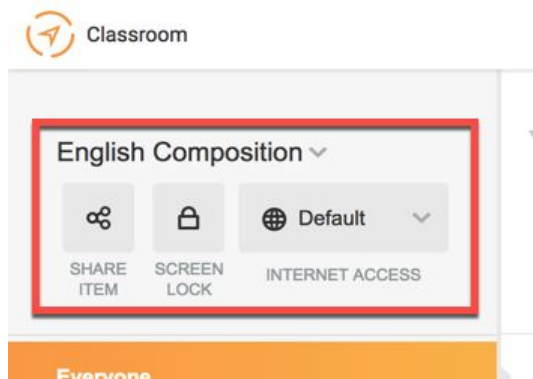 Classroom
English Composition
Default
SHARE
ITEM
SCREEN
LOCK
INTERNET ACCESS
Everyone